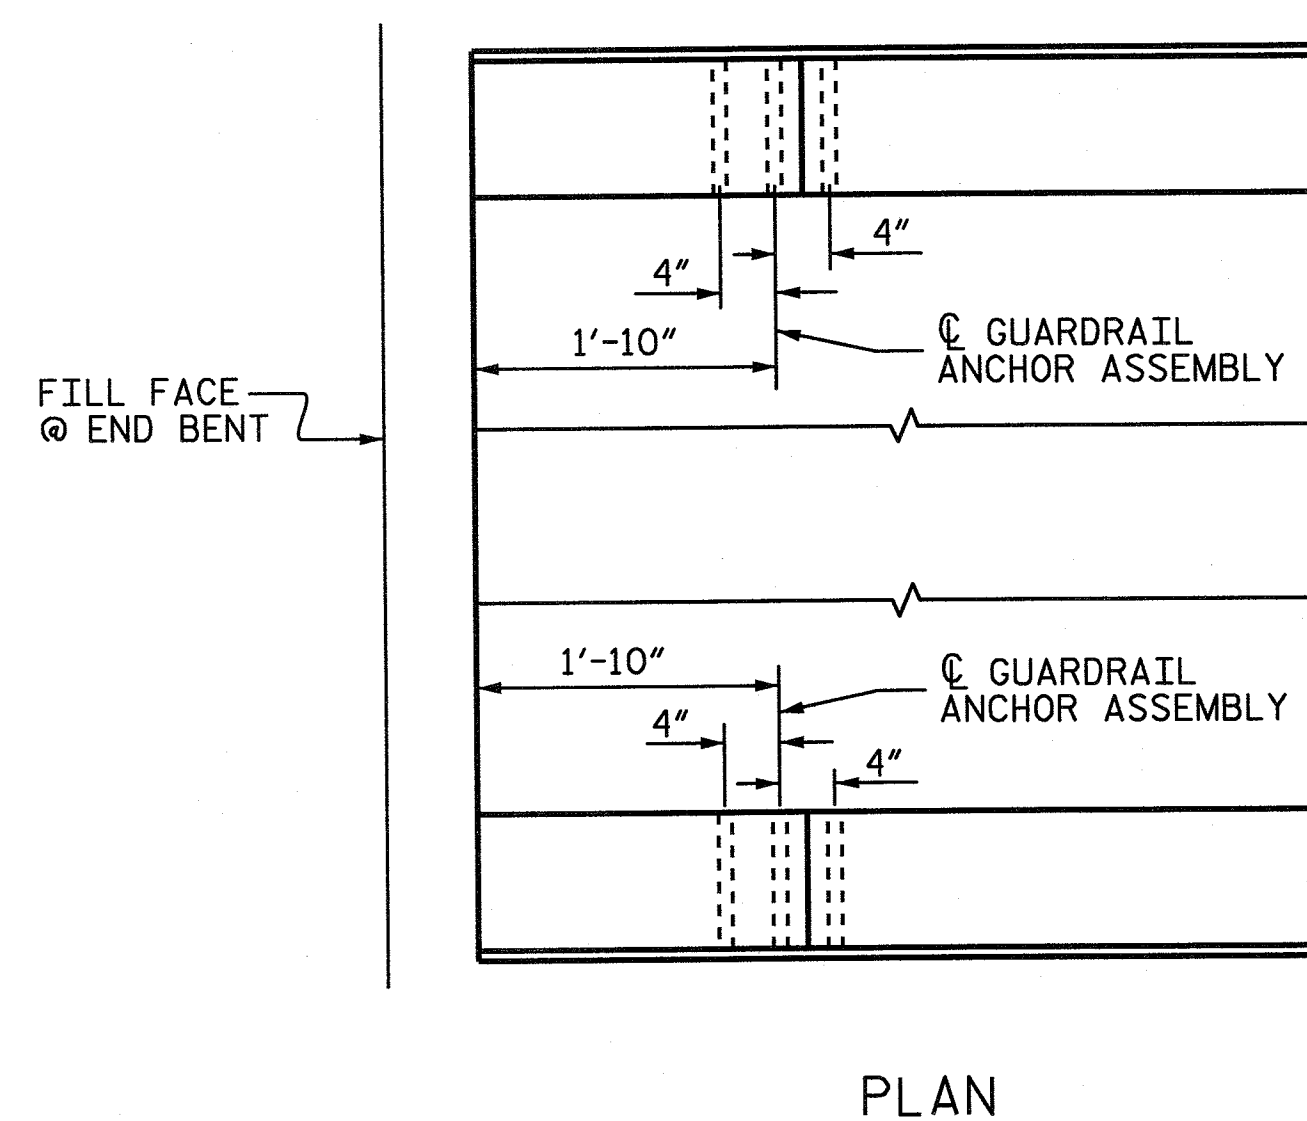 4"
4"
1'-10"
℄ GUARDRAIL
ANCHOR ASSEMBLY
FILL FACE
@ END BENT
1'-10"
℄ GUARDRAIL
ANCHOR ASSEMBLY
4"
4"
PLAN